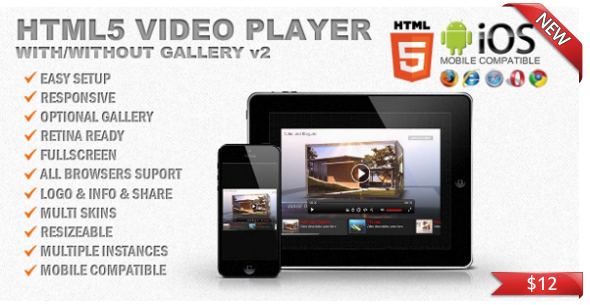 HTML5 VIDEO PLAYER
WITH/WITHOUT GALLERY v2
HTML
5
iOS
MOBILE COMPATIBLE
NEW
EASY SETUP
RESPONSIVE
OPTIONAL GALLERY
RETINA READY
FULLSCREEN
ALL BROWSERS SUPORT
LOGO & INFO & SHARE
MULTI SKINS
RESIZEABLE
MULTIPLE INSTANCES
MOBILE COMPATIBLE
$12